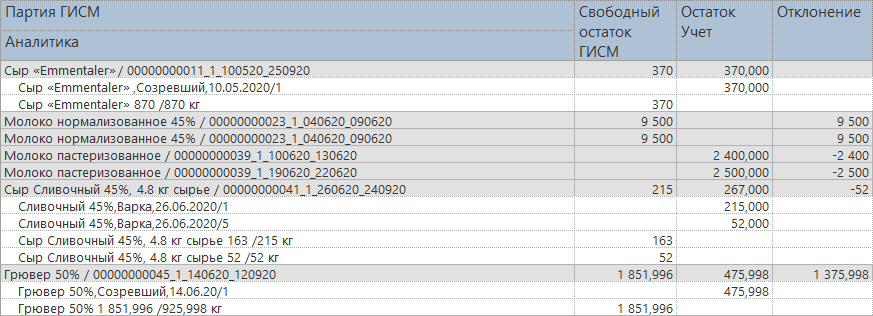 Партия ГИСМ Свободный остаток ГИСМ Остаток Учет Отклонение
Аналитика
Сыр «Emmentaler» / 00000000011_1_100520_250920 370 370,000
Сыр «Emmentaler» ,Созревший,10.05.2020/1 370,000
Сыр «Emmentaler» 870 /870 кг 370
Молоко нормализованное 45% / 00000000023_1_040620_090620 9 500 9 500
Молоко нормализованное 45% / 00000000023_1_040620_090620 9 500 9 500
Молоко пастеризованное / 00000000039_1_100620_130620 2 400,000 -2 400
Молоко пастеризованное / 00000000039_1_190620_220620 2 500,000 -2 500
Сыр Сливочный 45%, 4.8 кг сырье / 00000000041_1_260620_240920 215 267,000 -52
Сливочный 45%,Варка,26.06.2020/1 215,000
Сливочный 45%,Варка,26.06.2020/5 52,000
Сыр Сливочный 45%, 4.8 кг сырье 163 /215 кг 163
Сыр Сливочный 45%, 4.8 кг сырье 52 /52 кг 52
Грювер 50% / 00000000045_1_140620_120920 1 851,996 475,998 1 375,998
Грювер 50%,Созревший,14.06.20/1 475,998
Грювер 50% 1 851,996 /925,998 кг 1 851,996